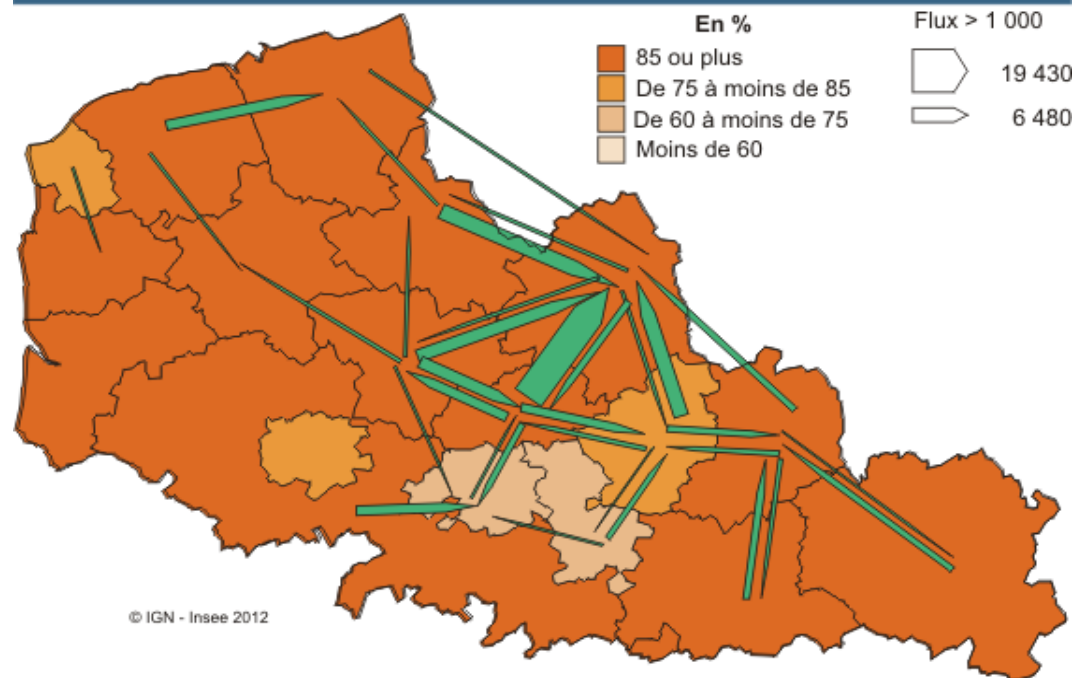 En %
85 ou plus
De 75 à moins de 85
De 60 à moins de 75
Moins de 60
Flux > 1 000
19 430
6 480
© IGN - Insee 2012